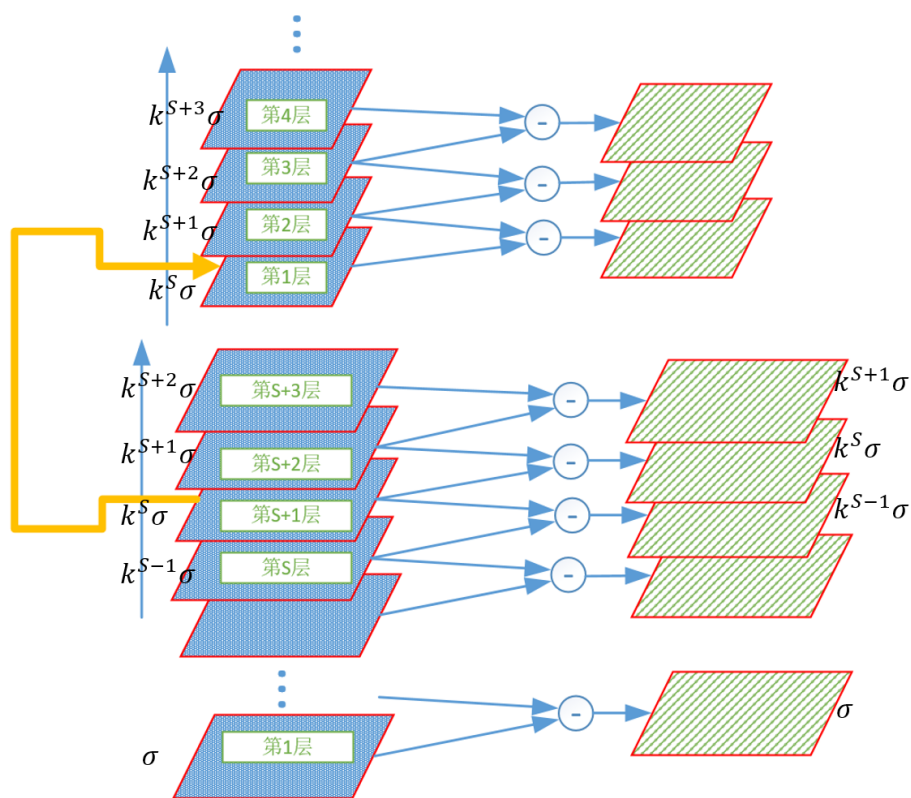 k^{S+3}σ
第4层
-
k^{S+2}σ
第3层
-
k^{S+1}σ
第2层
-
k^Sσ
第1层
k^{S+2}σ
第S+3层
-
k^{S+1}σ
k^{S+1}σ
第S+2层
-
k^Sσ
k^Sσ
第S+1层
-
k^{S-1}σ
k^{S-1}σ
第S层
-
σ
第1层
-
σ